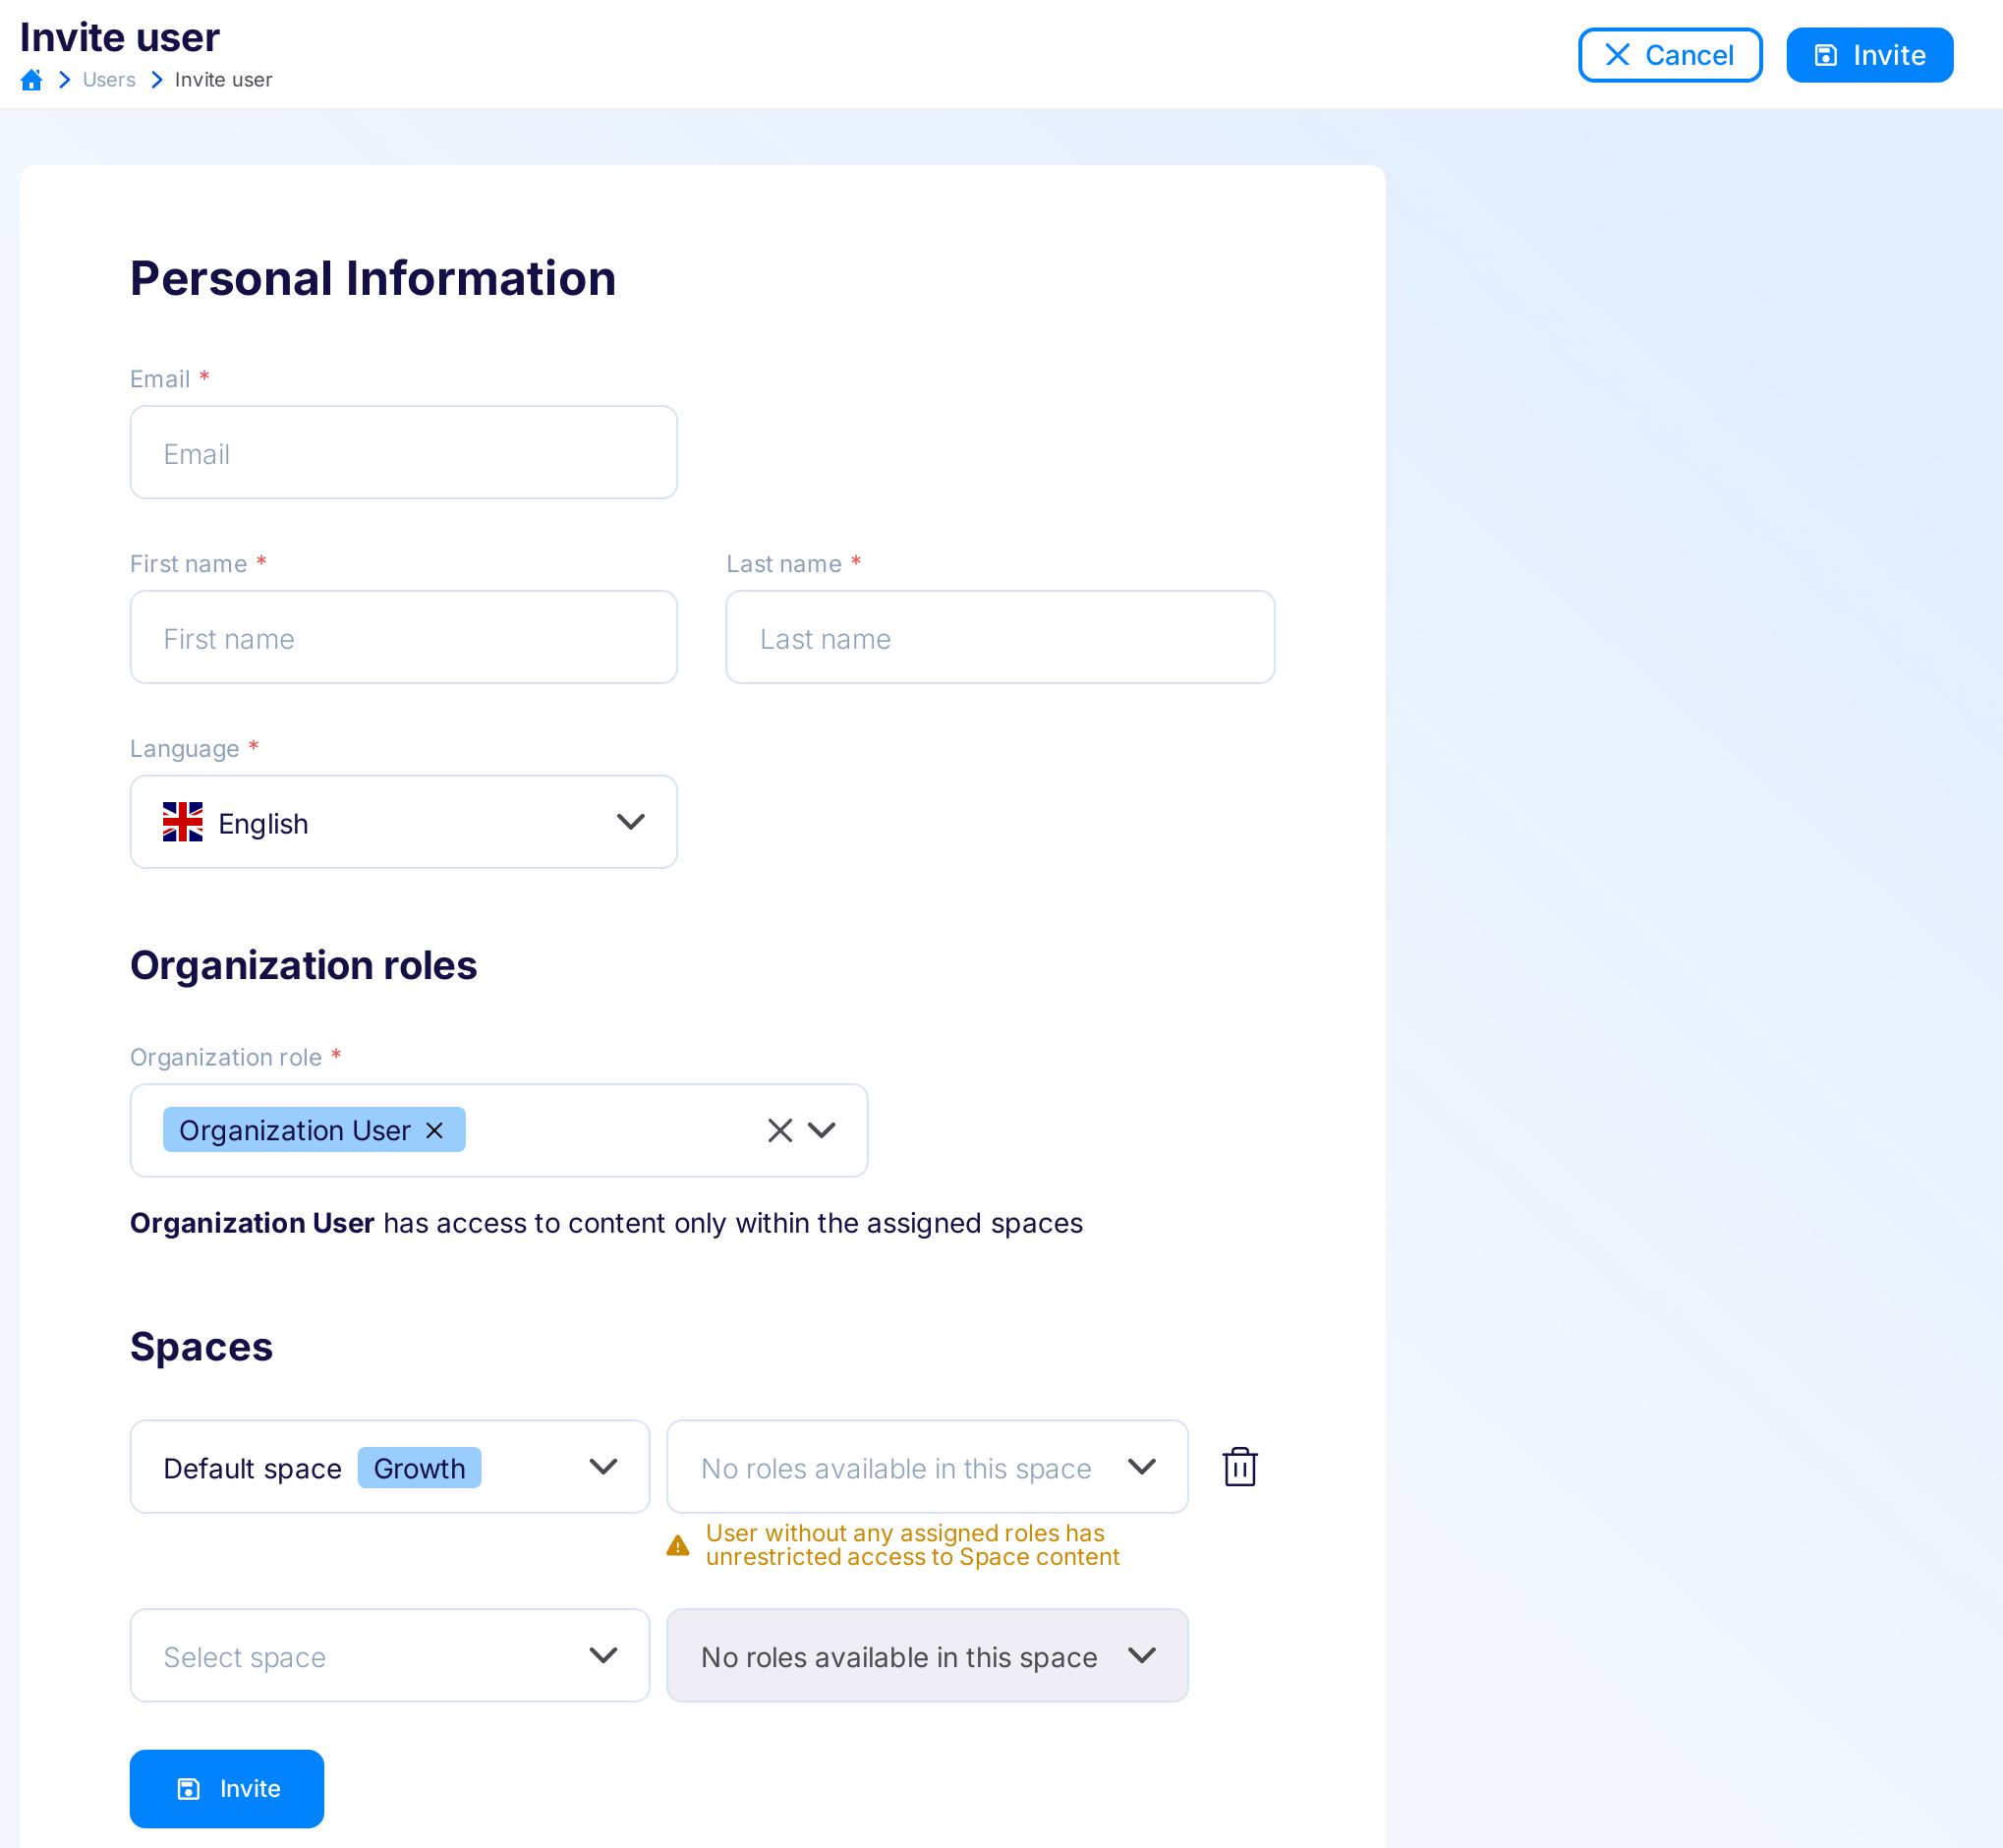 Invite user
Users Invite user
Cancel
Invite
Personal Information
Email *
Email
First name *
Last name *
First name
Last name
Language *
English
Organization roles
Organization role *
Organization User
Organization User has access to content only within the assigned spaces
Spaces
Default space Growth
No roles available in this space
User without any assigned roles has
unrestricted access to Space content
Select space
No roles available in this space
Invite